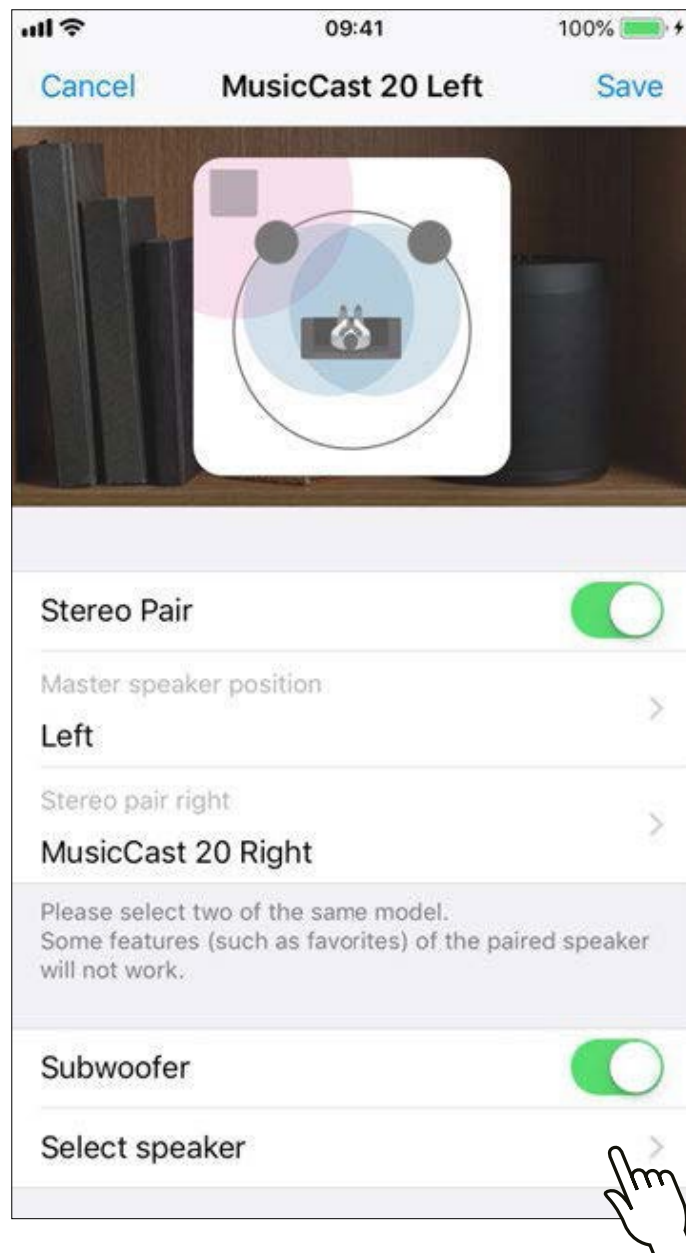 09:41
100%
Cancel
MusicCast 20 Left
Save
Stereo Pair
Master speaker position
Left
Stereo pair right
MusicCast 20 Right
Please select two of the same model.
Some features (such as favorites) of the paired speaker
will not work.
Subwoofer
Select speaker